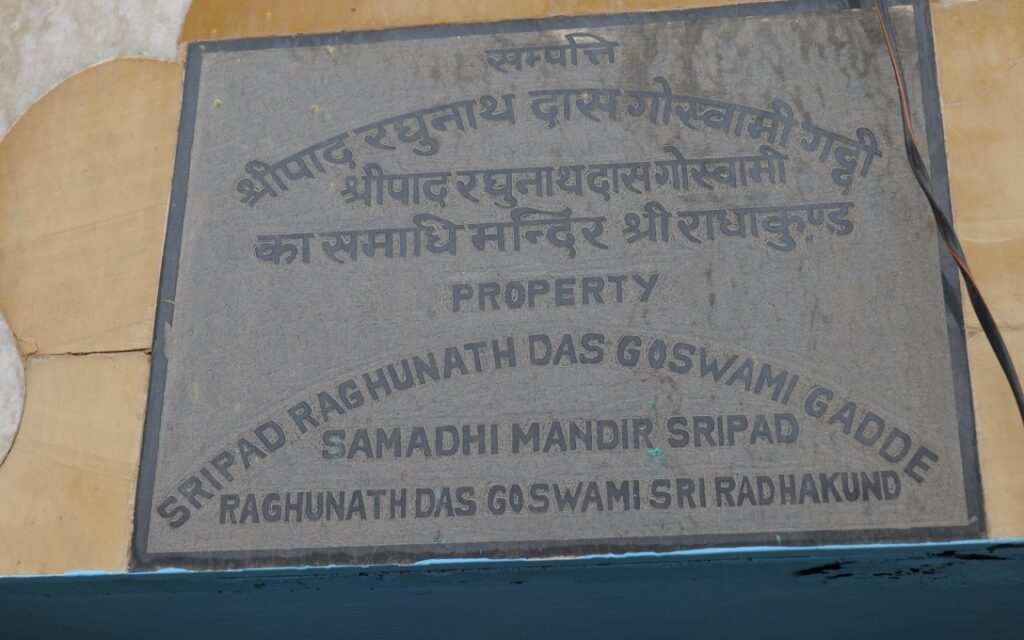 सम्पत्ति
श्रीपाद रघुनाथ दास गोस्वामी गद्दी
श्रीपाद रघुनाथ दास गोस्वामी
का समाधि मन्दिर श्री राधाकुण्ड
PROPERTY
SRIPAD RAGHUNATH DAS GOSWAMI GADDE
SAMADHI MANDIR SRIPAD
RAGHUNATH DAS GOSWAMI SRI RADHAKUND